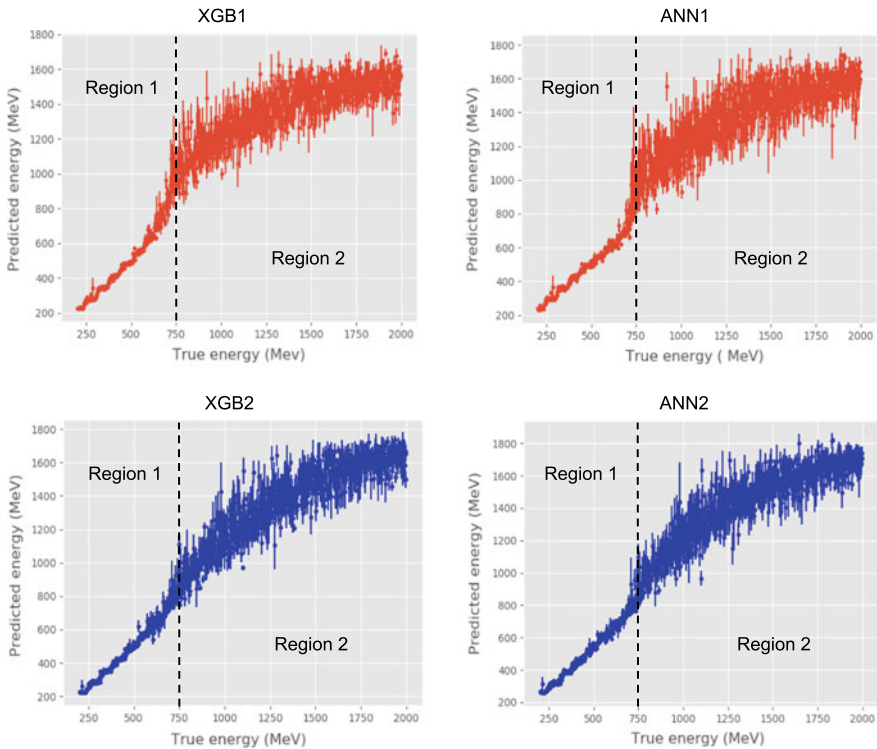 XGB1
1800
1600
1400
1200
1000
800
600
400
200
Predicted energy (MeV)
Region 1
Region 2
250 500 750 1000 1250 1500 1750 2000
True energy (Mev)
ANN1
1800
1600
1400
1200
1000
800
600
400
200
Predicted energy (MeV)
Region 1
Region 2
250 500 750 1000 1250 1500 1750 2000
True energy ( MeV)
XGB2
1800
1600
1400
1200
1000
800
600
400
200
Predicted energy (MeV)
Region 1
Region 2
250 500 750 1000 1250 1500 1750 2000
True energy (MeV)
ANN2
1800
1600
1400
1200
1000
800
600
400
200
Predicted energy (MeV)
Region 1
Region 2
250 500 750 1000 1250 1500 1750 2000
True energy (MeV)